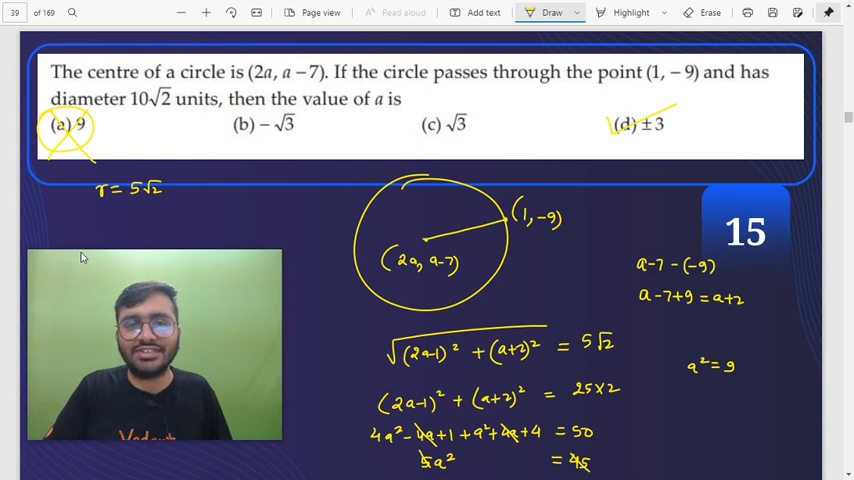 39 of 169
Page view
Read aloud
Add text
Draw
Highlight
Erase
The centre of a circle is (2a, a – 7). If the circle passes through the point (1, – 9) and has
diameter 10√2 units, then the value of a is
(a) 9 (b) – √3 (c) √3 (d) ± 3
r = 5√2
(1, -9)
(2a, a-7)
15
a-7-(-9)
a-7+9 = a+2
√(2a-1)² + (a+2)² = 5√2
a² = 9
(2a-1)² + (a+2)² = 25×2
4a² - 4a + 1 + a² + 4a + 4 = 50
5a² = 45